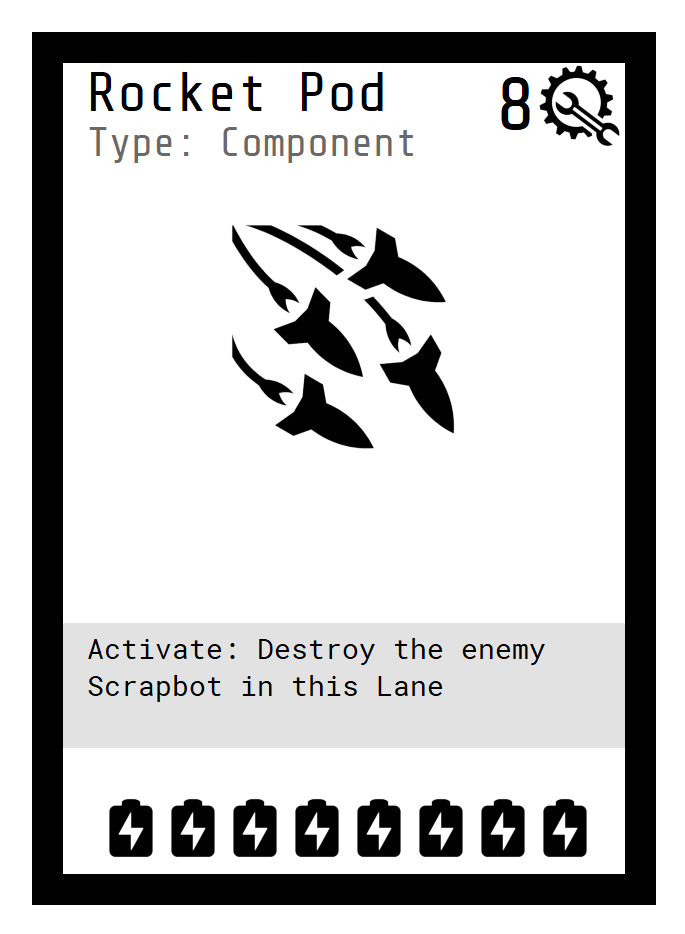 Rocket Pod
8
Type: Component
Activate: Destroy the enemy
Scrapbot in this Lane